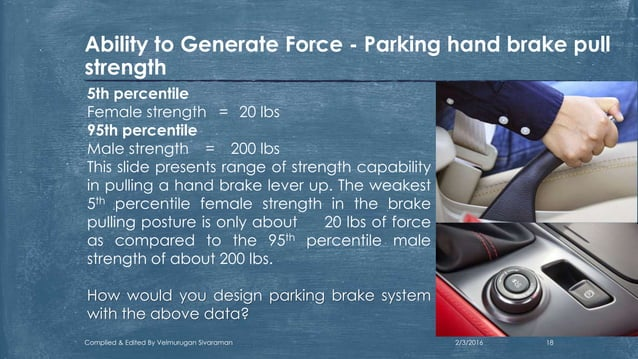 Ability to Generate Force - Parking hand brake pull
strength
5th percentile
Female strength = 20 lbs
95th percentile
Male strength = 200 lbs
This slide presents range of strength capability
in pulling a hand brake lever up. The weakest
5th percentile female strength in the brake
pulling posture is only about 20 lbs of force
as compared to the 95th percentile male
strength of about 200 lbs.
How would you design parking brake system
with the above data?
Complied & Edited By Velmurugan Sivaraman 2/3/2016 18